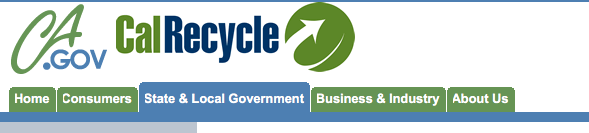 CA
.GOV
CalRecycle
Home Consumers State & Local Government Business & Industry About Us